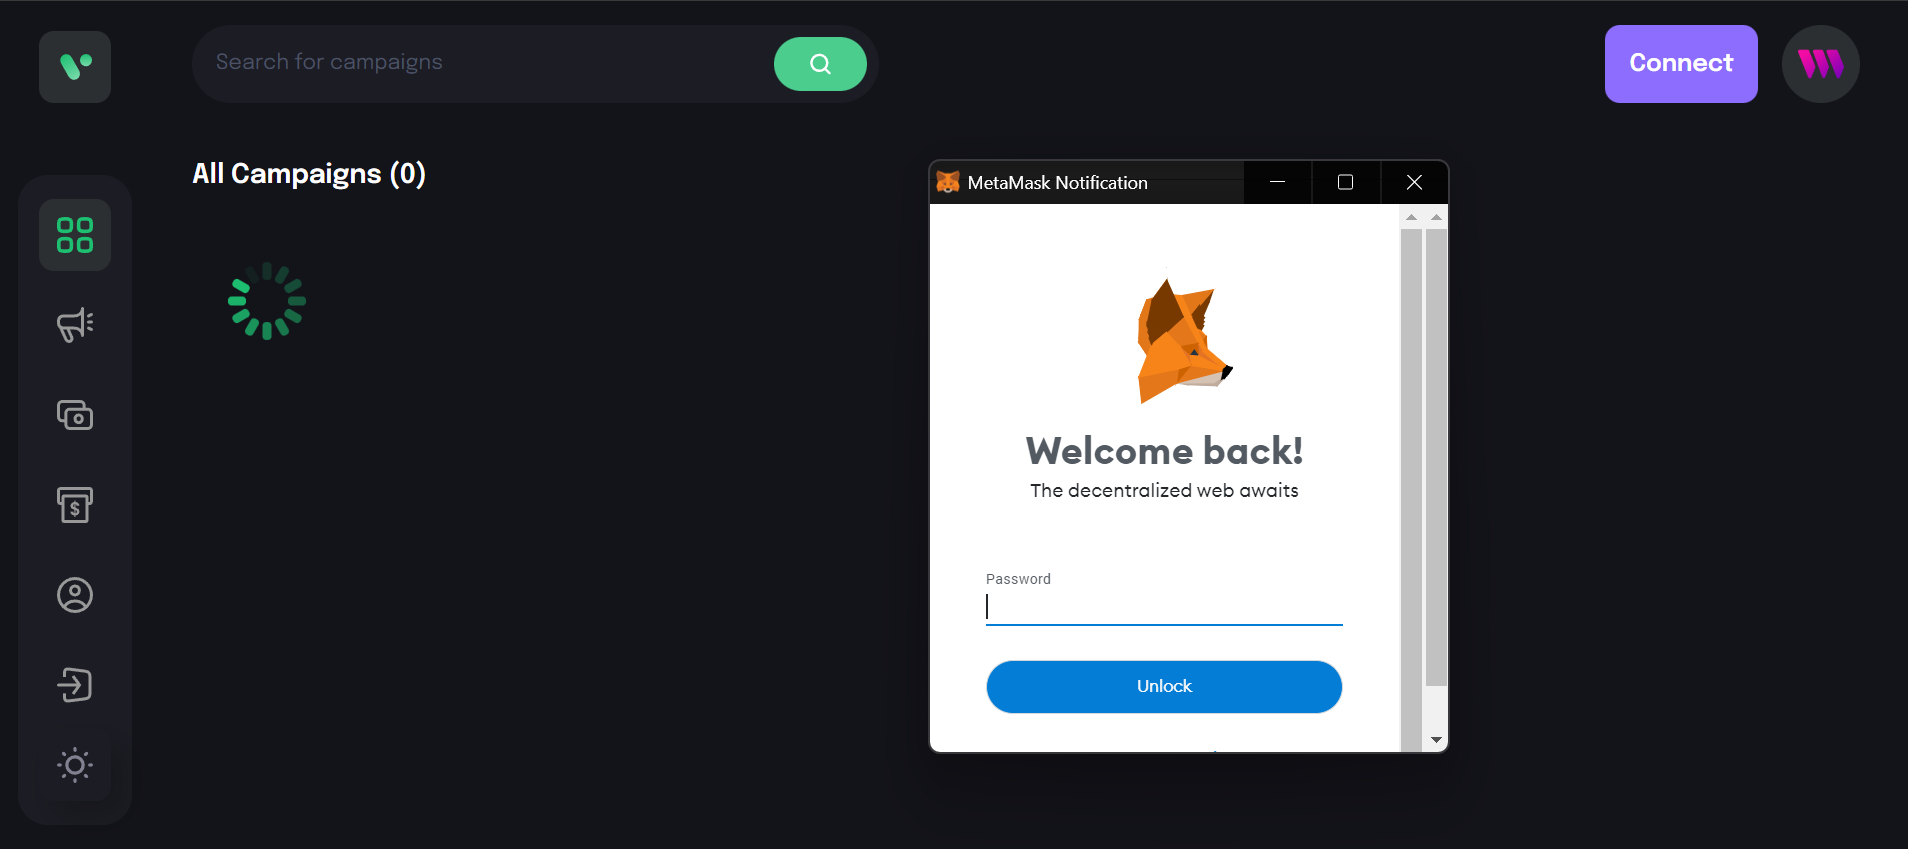 Search for campaigns
Connect
All Campaigns (0)
MetaMask Notification
Welcome back!
The decentralized web awaits
Password
Unlock